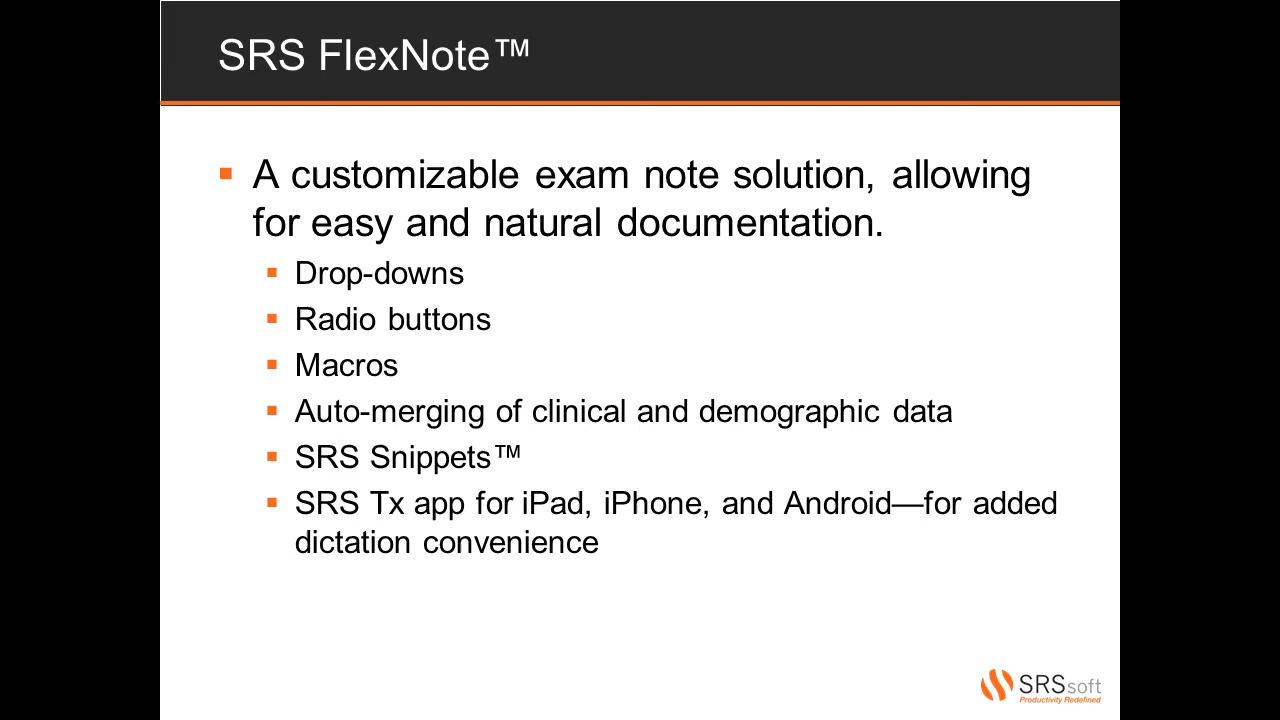 SRS FlexNote™
A customizable exam note solution, allowing
for easy and natural documentation.
Drop-downs
Radio buttons
Macros
Auto-merging of clinical and demographic data
SRS Snippets™
SRS Tx app for iPad, iPhone, and Android—for added
dictation convenience
SRSsoft
Productivity Redefined